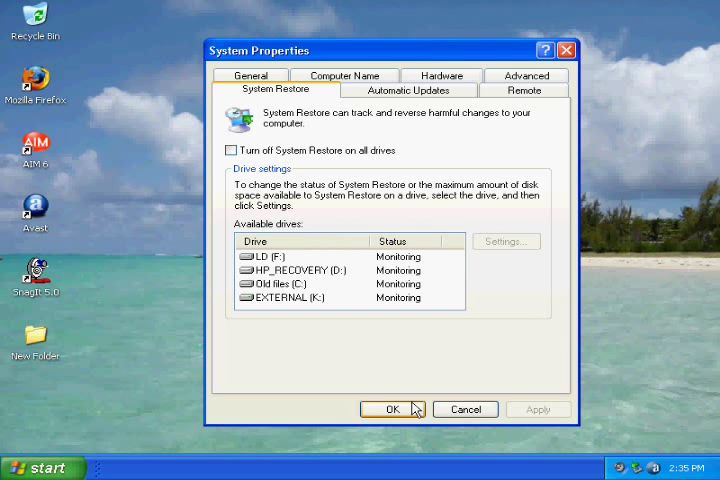 Recycle Bin
Mozilla Firefox
AIM
AIM 6
Avast
SnagIt 5.0
New Folder
System Properties
General
Computer Name
Hardware
Advanced
System Restore
Automatic Updates
Remote
System Restore can track and reverse harmful changes to your
computer.
Turn off System Restore on all drives
Drive settings
To change the status of System Restore or the maximum amount of disk
space available to System Restore on a drive, select the drive, and then
click Settings.
Available drives:
Drive Status
LD (F:) Monitoring
HP_RECOVERY (D:) Monitoring
Old files (C:) Monitoring
EXTERNAL (K:) Monitoring
Settings...
OK
Cancel
Apply
start
2:35 PM